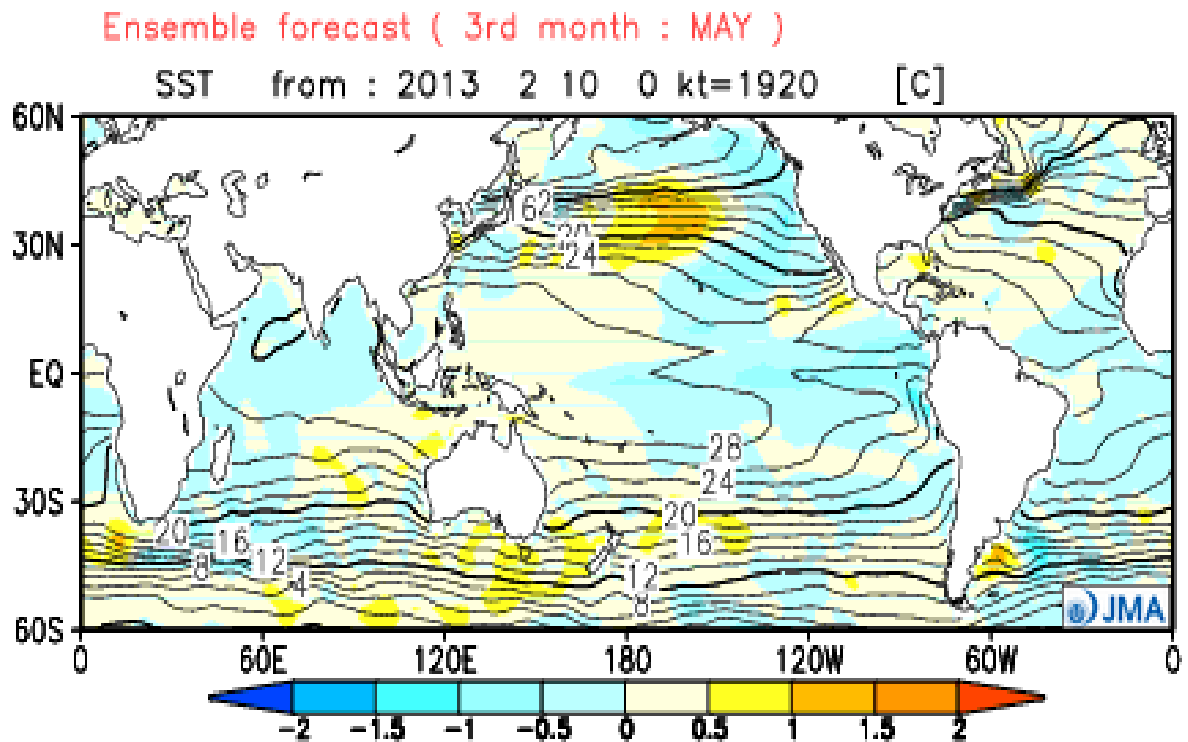 Ensemble forecast ( 3rd month : MAY )
SST from : 2013 2 10 0 kt=1920 [C]
60N
30N
EQ
30S
60S
162
20
24
28
24
20
16
12
8
20
16
12
8
4
JMA
0 60E 120E 180 120W 60W 0
-2 -1.5 -1 -0.5 0 0.5 1 1.5 2